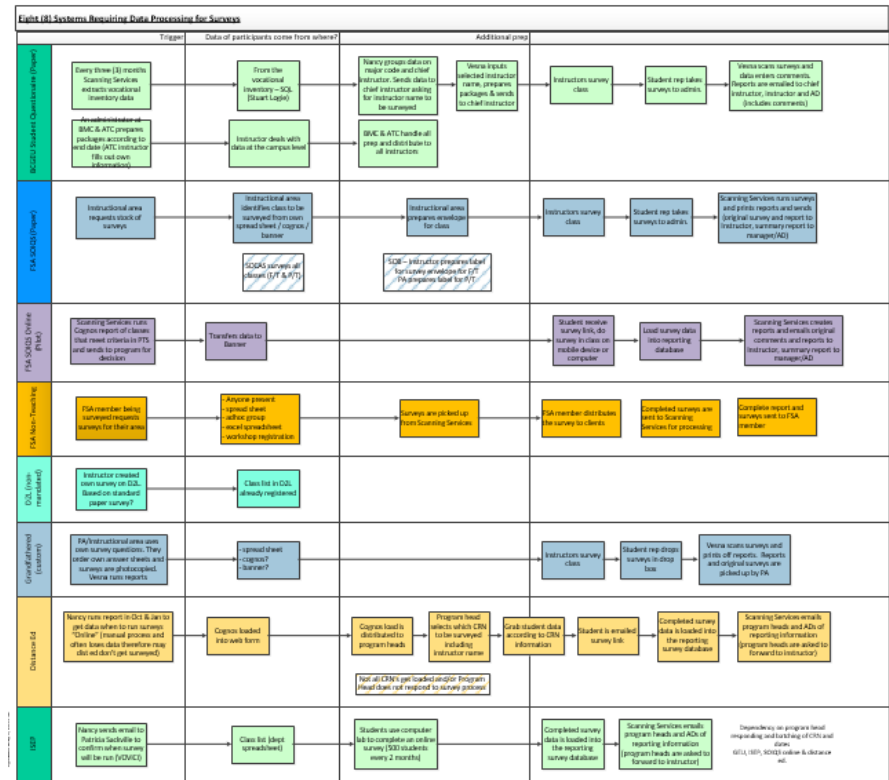 Eight (8) Systems Requiring Data Processing for Surveys
Trigger
Data of participants come from where?
Additional prep
BCGEU Student Questionnaire (Paper)
Every three (3) months
Scanning Services
extracts vocational
inventory data
From the
vocational
inventory – SQL
(Stuart Logie)
Nancy groups data on
major code and chief
instructor. Sends data to
chief instructor asking
for instructor name to
be surveyed
Vesna inputs
selected instructor
name, prepares
packages & sends
to chief instructor
Instructors survey
class
Student rep takes
surveys to admin.
Vesna scans surveys and
data enters comments.
Reports are emailed to chief
instructor, instructor and AD
(includes comments)
An administrator at
BMC & ATC prepares
packages according to
end date (ATC instructor
fills out own
information)
Instructor deals with
data at the campus level
BMC & ATC handle all
prep and distribute to
all instructors
FSA SOIQS (Paper)
Instructional area
requests stock of
surveys
Instructional area
identifies class to be
surveyed from own
spread sheet / cognos /
banner
Instructional area
prepares envelope
for class
Instructors survey
class
Student rep takes
surveys to admin.
Scanning Services runs surveys
and prints reports and sends
(original survey and report to
instructor, summary report to
manager/AD)
SOEAS surveys all
classes (F/T & P/T)
SOB – Instructor prepares label
for survey envelope for F/T
PA prepares label for P/T
FSA SOIQS Online
(Pilot)
Scanning Services runs
Cognos report of classes
that meet criteria in PTS
and sends to program for
decision
Transfers data to
Banner
Student receive
survey link, do
survey in class on
mobile device or
computer
Load survey data
into reporting
database
Scanning Services creates
reports and emails original
comments and reports to
Instructor, summary report to
manager/AD
FSA Non-Teaching
FSA member being
surveyed requests
surveys for their area
- Anyone present
- spread sheet
- adhoc group
- excel spreadsheet
- workshop registration
Surveys are picked up
from Scanning Services
FSA member distributes
the survey to clients
Completed surveys are
sent to Scanning
Services for processing
Complete report and
surveys sent to FSA
member
D2L (non-
mandated)
Instructor created
own survey on D2L.
Based on standard
paper survey?
Class list in D2L
already registered
Grandfathered
(custom)
PA/Instructional area uses
own survey questions. They
order own answer sheets and
surveys are photocopied.
Vesna runs reports
- spread sheet
- cognos?
- banner?
Instructors survey
class
Student rep drops
surveys in drop
box
Vesna scans surveys and
prints off reports. Reports
and original surveys are
picked up by PA
Distance Ed
Nancy runs report in Oct & Jan to
get data when to run surveys
"Online" (manual process and
often loses data therefore may
dist-ed don't get surveyed)
Cognos loaded
into web form
Cognos load is
distributed to
program heads
Program head
selects which CRN
to be surveyed
including
instructor name
Grab student data
according to CRN
information
Student is emailed
survey link
Completed survey
data is loaded into
the reporting
survey database
Scanning Services emails
program heads and ADs of
reporting information
(program heads are asked to
forward to instructor)
Not all CRN's get loaded and/or Program
Head does not respond to survey process
ISEP
Nancy sends email to
Patricia Sackville to
confirm when survey
will be run (VOVICI)
Class list (dept
spreadsheet)
Students use computer
lab to complete an online
survey (500 students
every 2 months)
Completed survey
data is loaded into
the reporting
survey database
Scanning Services emails
program heads and ADs of
reporting information
(program heads are asked to
forward to instructor)
Dependency on program head
responding and batching of CRN and
dates
GEU, ISEP, SOIQS online & distance
ed.